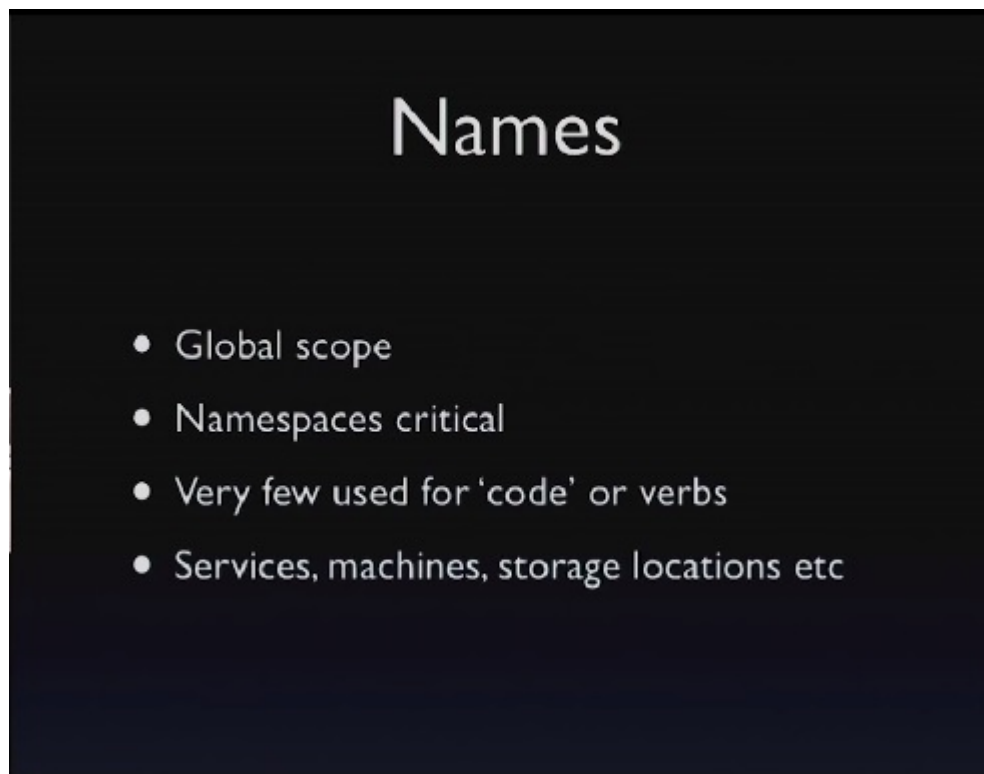 Names
• Global scope
• Namespaces critical
• Very few used for ‘code’ or verbs
• Services, machines, storage locations etc